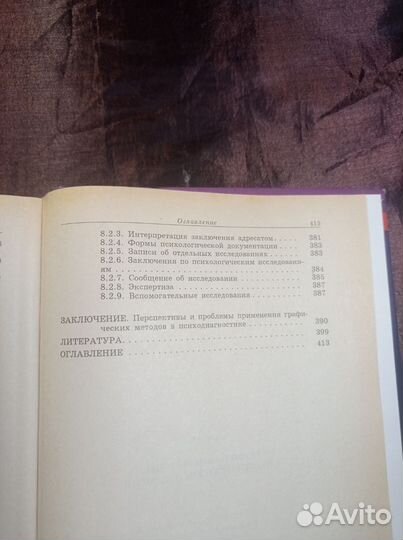 Оглавление 415
8.2.3. Интерпретация заключения адресатом. . . . . 381
8.2.4. Формы психологической документации . . . . 383
8.2.5. Записи об отдельных исследованиях . . . . . . 383
8.2.6. Заключения по психологическим исследовани-
ям . . . . . . . . . . . . . . . . . . . . . . . . . . . 384
8.2.7. Сообщение об исследовании . . . . . . . . . . . 385
8.2.8. Экспертиза . . . . . . . . . . . . . . . . . . . . 387
8.2.9. Вспомогательные исследования . . . . . . . . . 387
ЗАКЛЮЧЕНИЕ. Перспективы и проблемы применения графи-
ческих методов в психодиагностике . . . . . . . . . . 390
ЛИТЕРАТУРА. . . . . . . . . . . . . . . . . . . . . . . . 399
ОГЛАВЛЕНИЕ . . . . . . . . . . . . . . . . . . . . . . . . 413
Avito